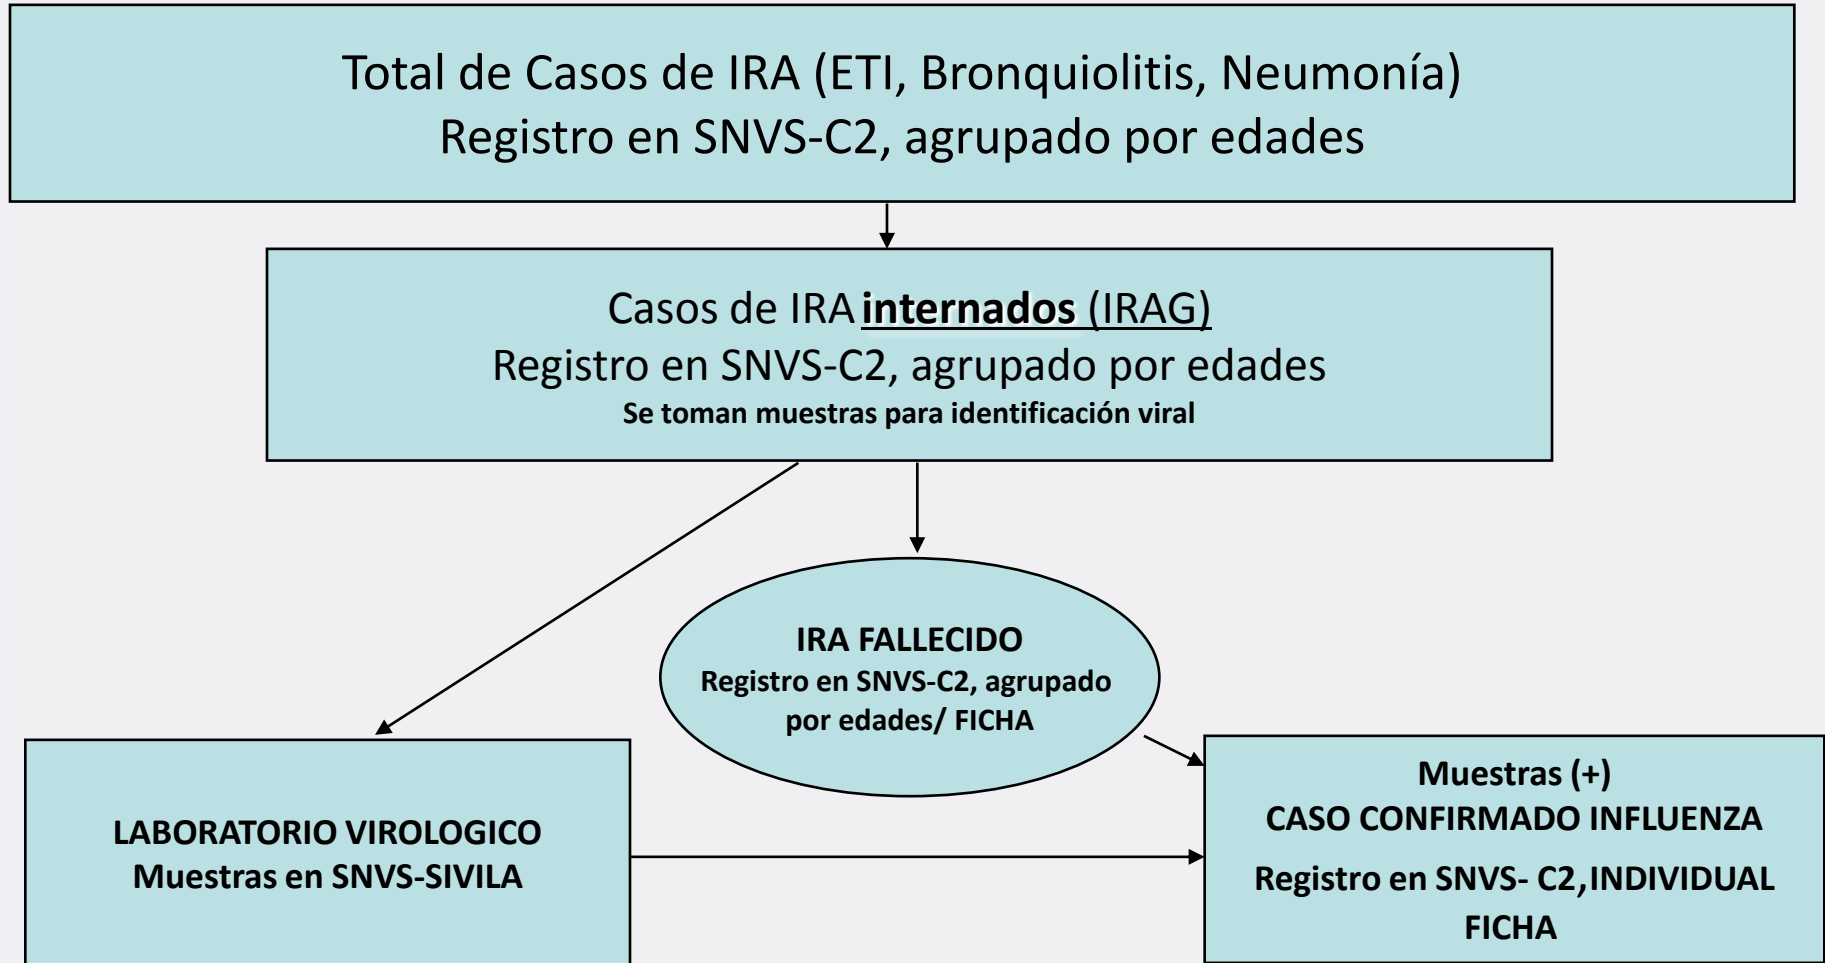 Total de Casos de IRA (ETI, Bronquiolitis, Neumonía)
Registro en SNVS-C2, agrupado por edades
Casos de IRA internados (IRAG)
Registro en SNVS-C2, agrupado por edades
Se toman muestras para identificación viral
IRA FALLECIDO
Registro en SNVS-C2, agrupado
por edades/ FICHA
LABORATORIO VIROLOGICO
Muestras en SNVS-SIVILA
Muestras (+)
CASO CONFIRMADO INFLUENZA
Registro en SNVS- C2,INDIVIDUAL
FICHA